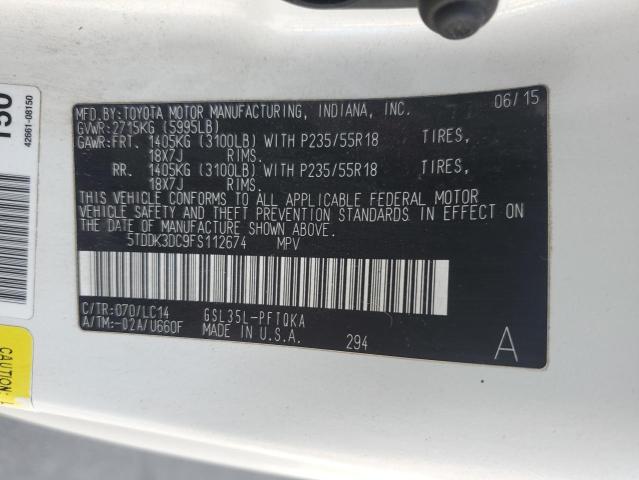 MFD.BY:TOYOTA MOTOR MANUFACTURING, INDIANA, INC. 06/15
GVWR:2715KG (5995LB)
GAWR:FRT. 1405KG (3100LB) WITH P235/55R18 TIRES,
18X7J RIMS.
RR. 1405KG (3100LB) WITH P235/55R18 TIRES,
18X7J RIMS.
THIS VEHICLE CONFORMS TO ALL APPLICABLE FEDERAL MOTOR
VEHICLE SAFETY AND THEFT PREVENTION STANDARDS IN EFFECT ON
THE DATE OF MANUFACTURE SHOWN ABOVE.
5TDDK3DC9FS112674 MPV
C/TR:070/LC14 GSL35L-PFTQKA
A/TM:-02A/U660F MADE IN U.S.A. 294 A
42661-08150
150
CAUTION: